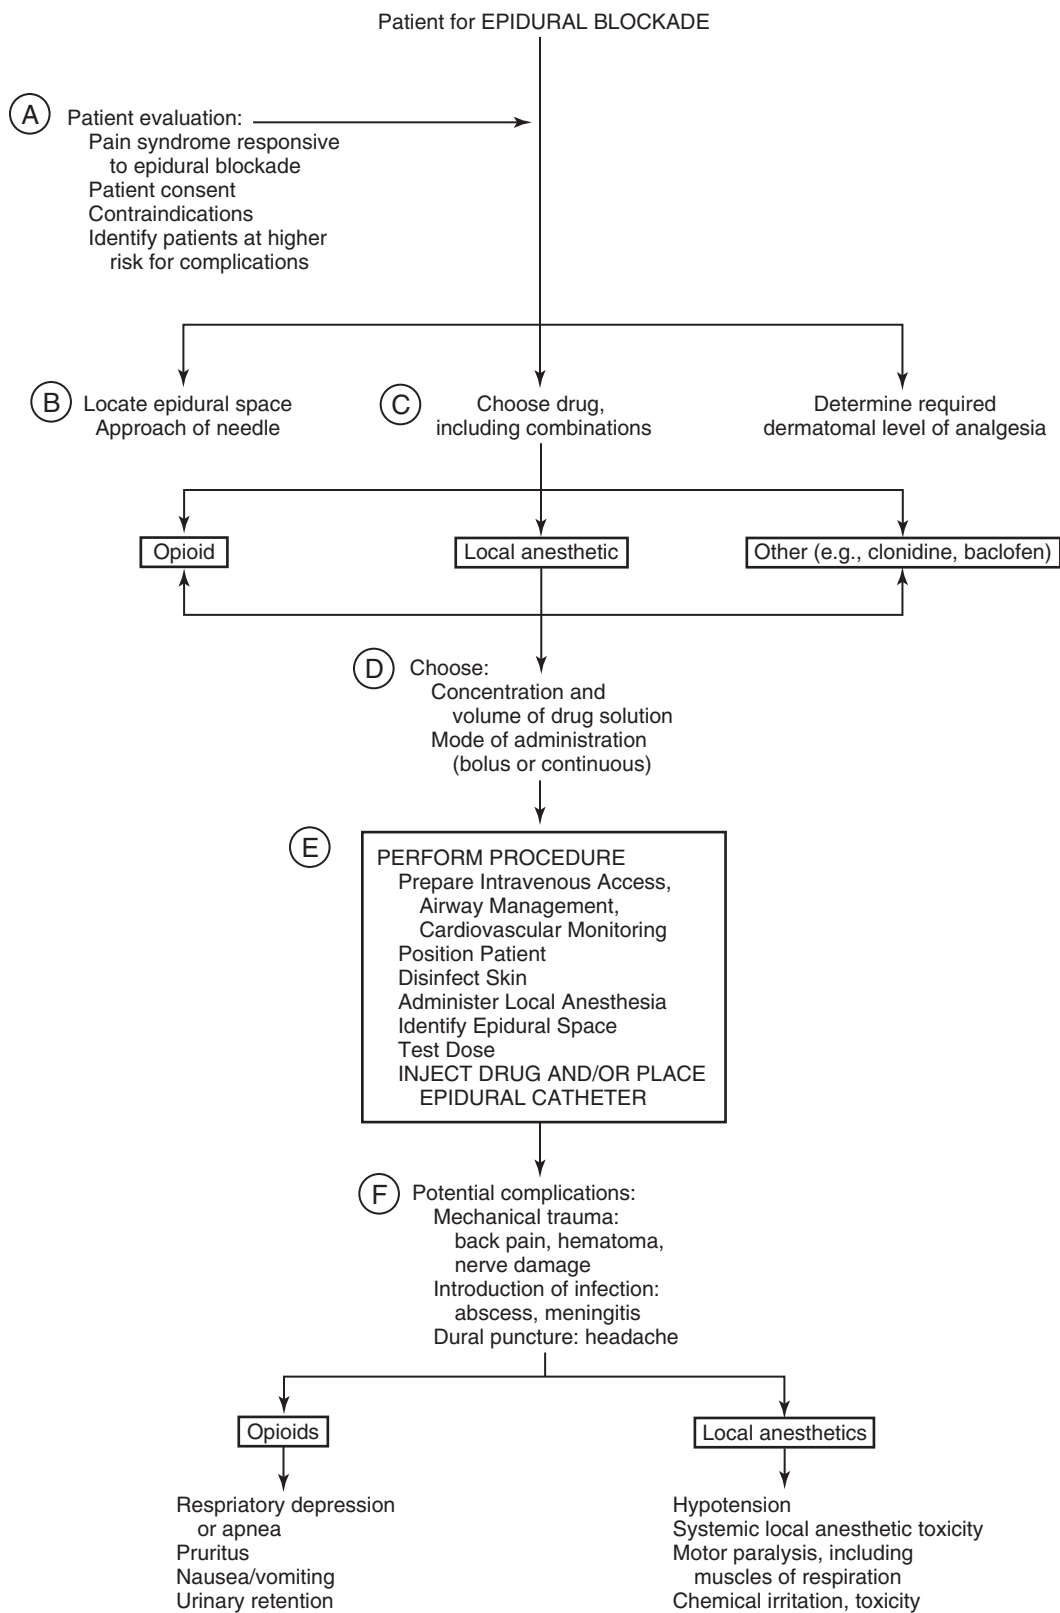 Patient for EPIDURAL BLOCKADE
A
Patient evaluation:
Pain syndrome responsive
to epidural blockade
Patient consent
Contraindications
Identify patients at higher
risk for complications
B
Locate epidural space
Approach of needle
C
Choose drug,
including combinations
Determine required
dermatomal level of analgesia
Opioid
Local anesthetic
Other (e.g., clonidine, baclofen)
D
Choose:
Concentration and
volume of drug solution
Mode of administration
(bolus or continuous)
E
PERFORM PROCEDURE
Prepare Intravenous Access,
Airway Management,
Cardiovascular Monitoring
Position Patient
Disinfect Skin
Administer Local Anesthesia
Identify Epidural Space
Test Dose
INJECT DRUG AND/OR PLACE
EPIDURAL CATHETER
F
Potential complications:
Mechanical trauma:
back pain, hematoma,
nerve damage
Introduction of infection:
abscess, meningitis
Dural puncture: headache
Opioids
Respriatory depression
or apnea
Pruritus
Nausea/vomiting
Urinary retention
Local anesthetics
Hypotension
Systemic local anesthetic toxicity
Motor paralysis, including
muscles of respiration
Chemical irritation, toxicity